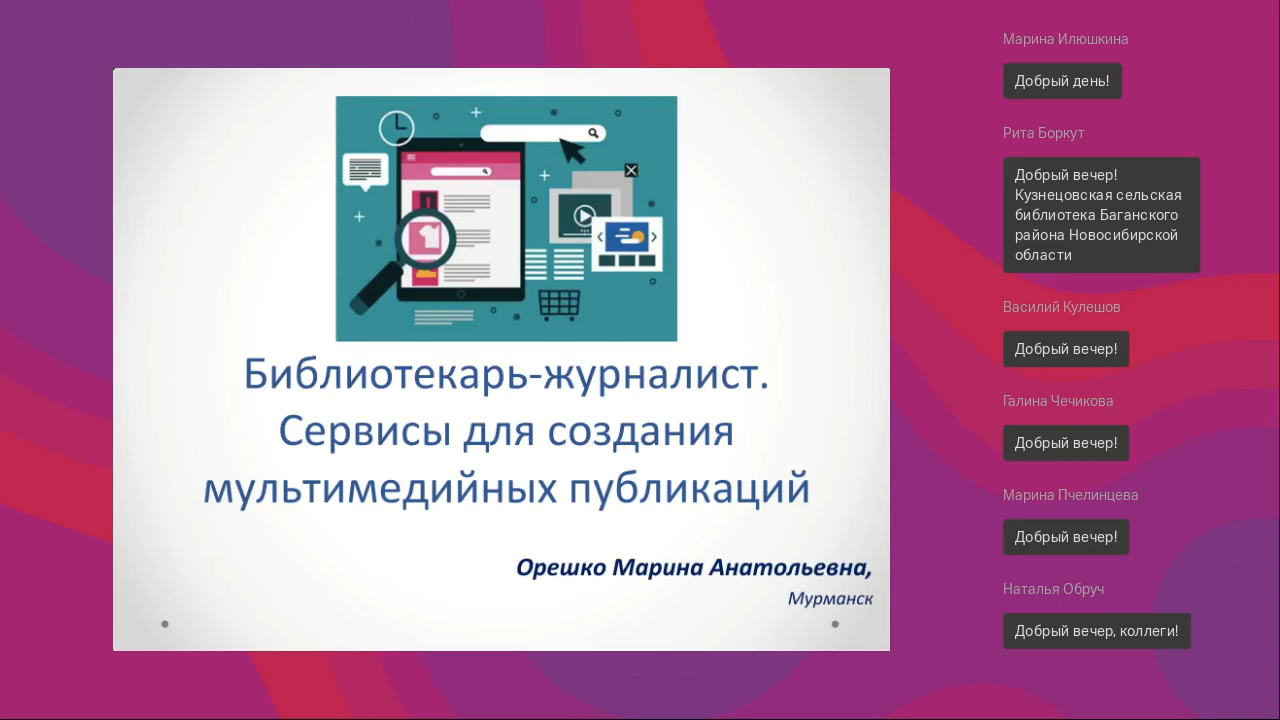 Библиотекарь-журналист.
Сервисы для создания
мультимедийных публикаций
Орешко Марина Анатольевна,
Мурманск
Марина Илюшкина
Добрый день!
Рита Боркут
Добрый вечер!
Кузнецовская сельская
библиотека Баганского
района Новосибирской
области
Василий Кулешов
Добрый вечер!
Галина Чечикова
Добрый вечер!
Марина Пчелинцева
Добрый вечер!
Наталья Обруч
Добрый вечер, коллеги!